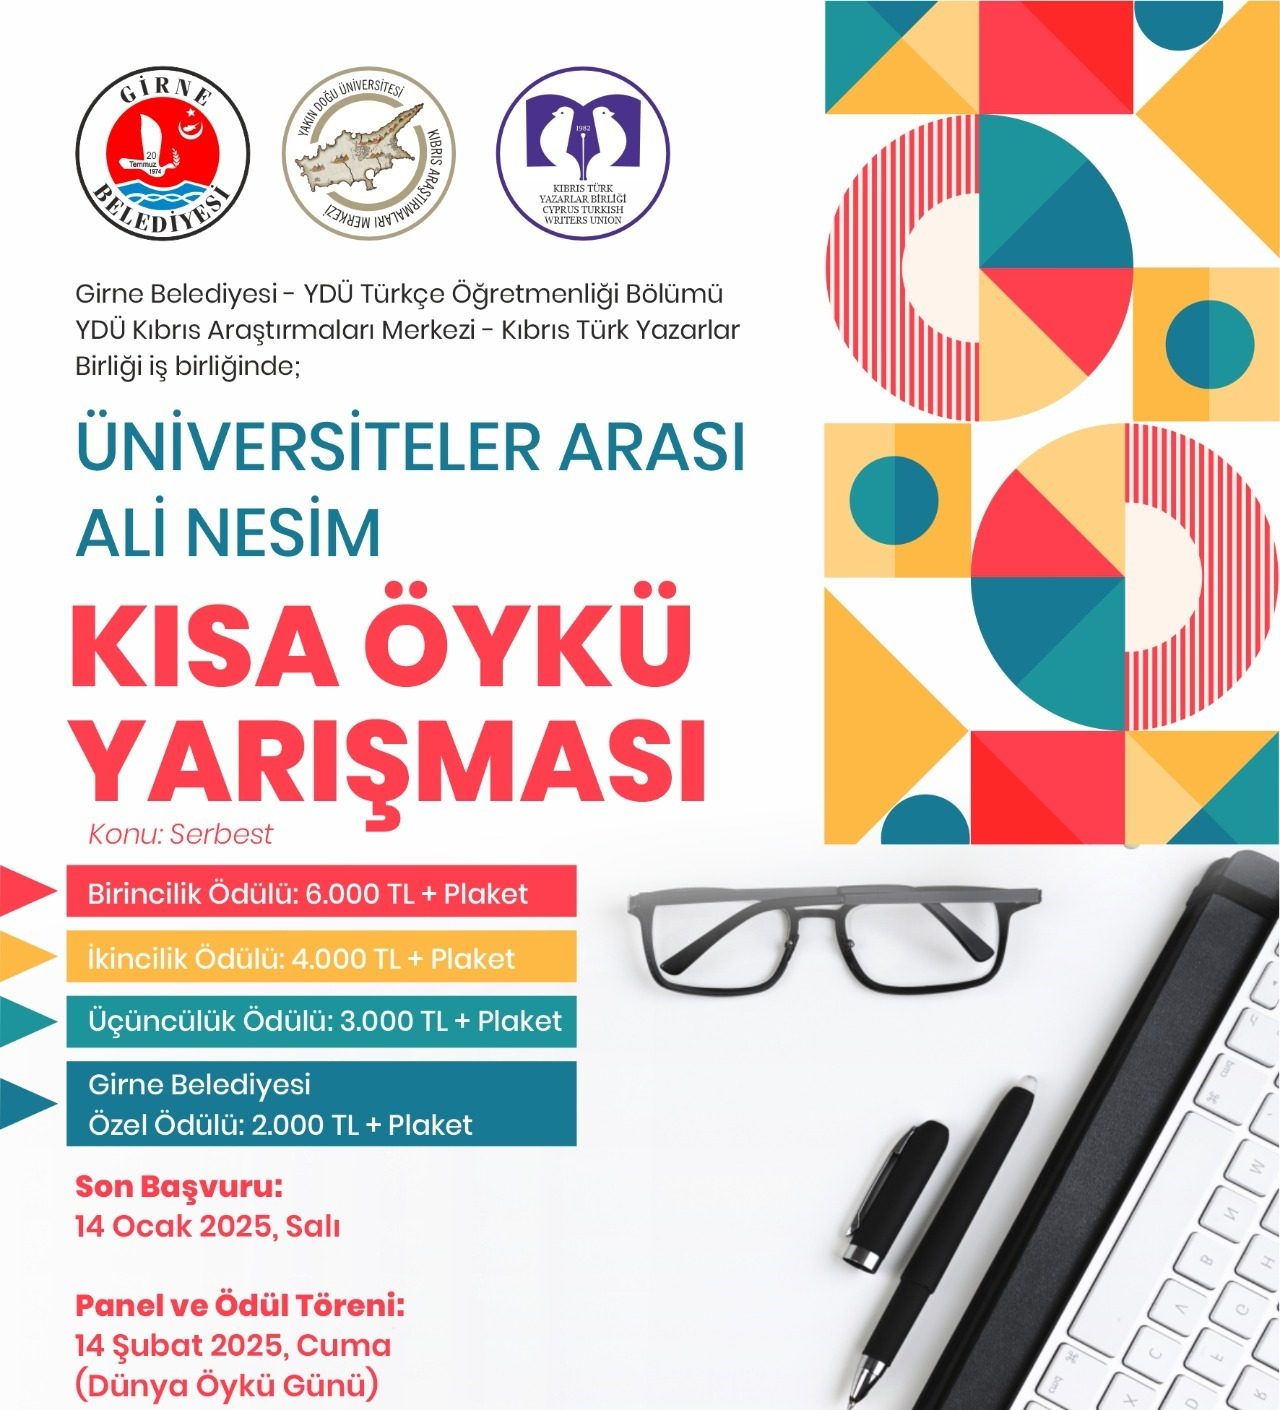 GİRNE
20
Temmuz
1974
BELEDİYESİ
YAKIN DOĞU ÜNİVERSİTESİ
KIBRIS ARAŞTIRMALARI MERKEZİ
1982
KIBRIS TÜRK
YAZARLAR BİRLİĞİ
CYPRUS TURKISH
WRITERS UNION
Girne Belediyesi - YDÜ Türkçe Öğretmenliği Bölümü
YDÜ Kıbrıs Araştırmaları Merkezi - Kıbrıs Türk Yazarlar
Birliği iş birliğinde;
ÜNİVERSİTELER ARASI
ALİ NESİM
KISA ÖYKÜ
YARIŞMASI
Konu: Serbest
Birincilik Ödülü: 6.000 TL + Plaket
İkincilik Ödülü: 4.000 TL + Plaket
Üçüncülük Ödülü: 3.000 TL + Plaket
Girne Belediyesi
Özel Ödülü: 2.000 TL + Plaket
Son Başvuru:
14 Ocak 2025, Salı
Panel ve Ödül Töreni:
14 Şubat 2025, Cuma
(Dünya Öykü Günü)